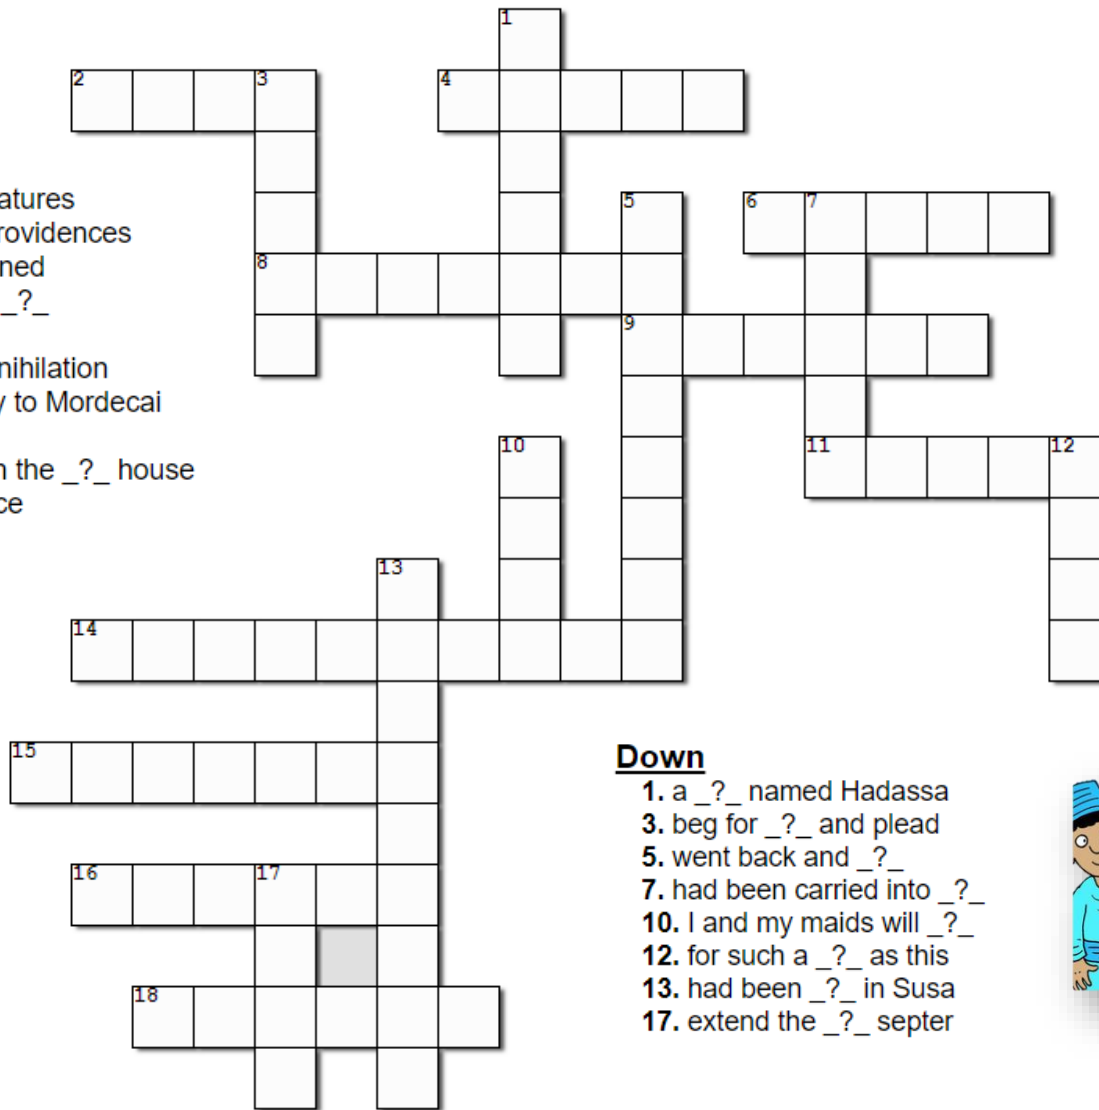 1
2 3 4
5 6 7
8
9
10 11 12
13
14
15
16 17
18
atures
rovidences
ned
_?_
nihilation
y to Mordecai
n the _?_ house
ce
Down
1. a _?_ named Hadassa
3. beg for _?_ and plead
5. went back and _?_
7. had been carried into _?_
10. I and my maids will _?_
12. for such a _?_ as this
13. had been _?_ in Susa
17. extend the _?_ septer